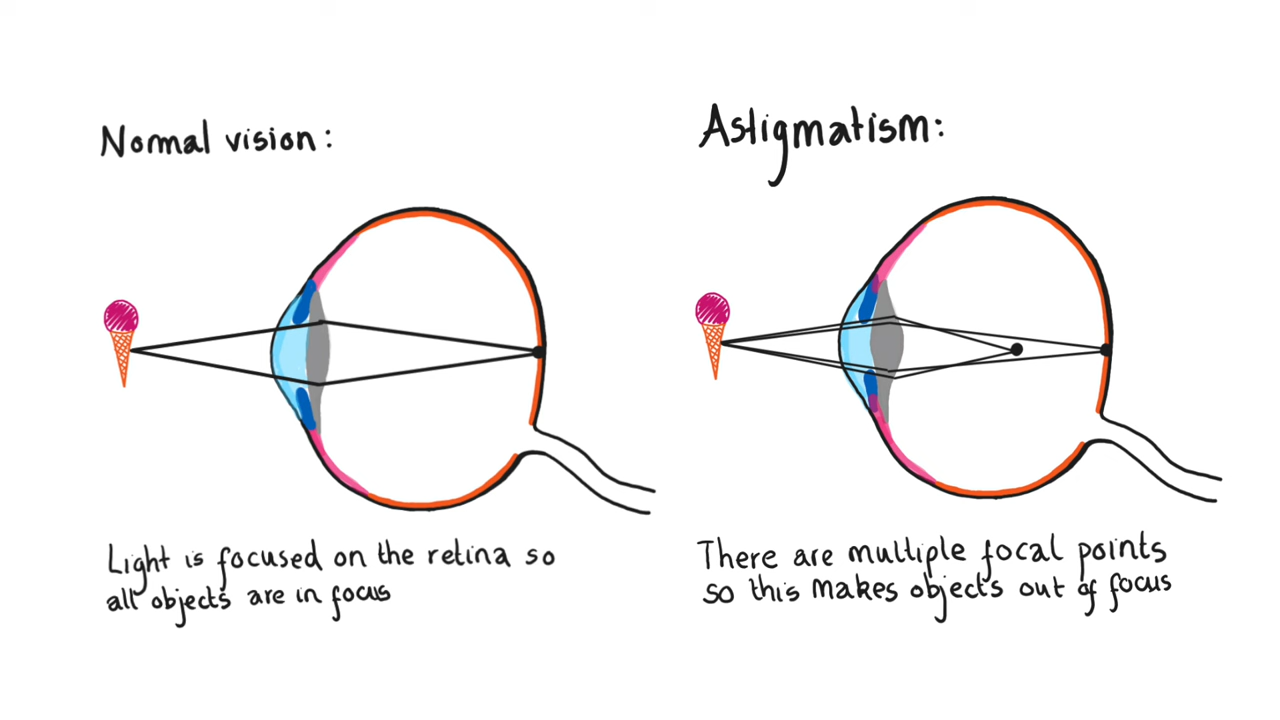 Normal vision:
Light is focused on the retina so
all objects are in focus
Astigmatism:
There are multiple focal points
so this makes objects out of focus